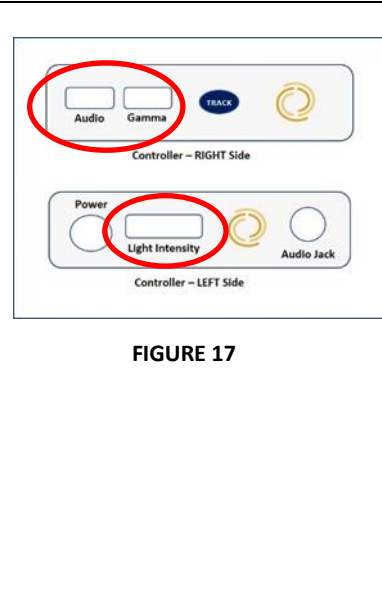 TRACK
Audio Gamma
Controller – RIGHT Side
Power
Light Intensity
Audio Jack
Controller – LEFT Side
FIGURE 17